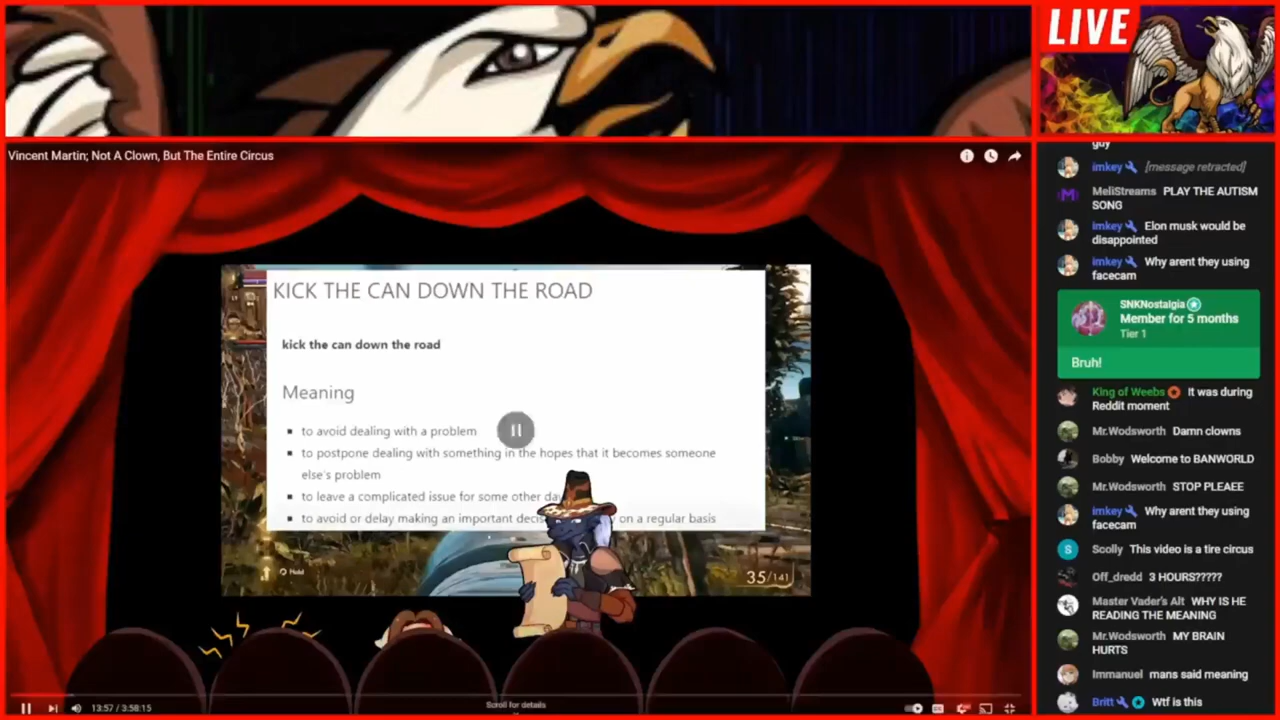 LIVE
Vincent Martin; Not A Clown, But The Entire Circus
KICK THE CAN DOWN THE ROAD
kick the can down the road
Meaning
▪ to avoid dealing with a problem
▪ to postpone dealing with something in the hopes that it becomes someone
else's problem
▪ to leave a complicated issue for some other
▪ to avoid or delay making an important on a regular basis
Hold
35/141
13:57 / 3:58:15
Scroll for details
guy
imkey [message retracted]
MeliStreams PLAY THE AUTISM
SONG
imkey Elon musk would be
disappointed
imkey Why arent they using
facecam
SNKNostalgia
Member for 5 months
Tier 1
Bruh!
King of Weebs It was during
Reddit moment
Mr.Wodsworth Damn clowns
Bobby Welcome to BANWORLD
Mr.Wodsworth STOP PLEAEE
imkey Why arent they using
facecam
S Scolly This video is a tire circus
Off_dredd 3 HOURS?????
Master Vader's Alt WHY IS HE
READING THE MEANING
Mr.Wodsworth MY BRAIN
HURTS
Immanuel mans said meaning
Britt Wtf is this